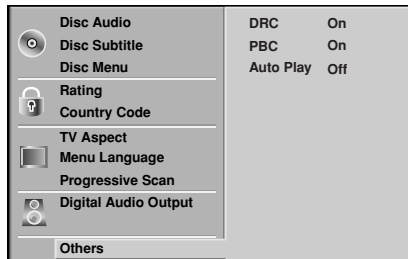 Disc Audio
Disc Subtitle
Disc Menu
Rating
Country Code
TV Aspect
Menu Language
Progressive Scan
Digital Audio Output
Others
DRC On
PBC On
Auto Play Off